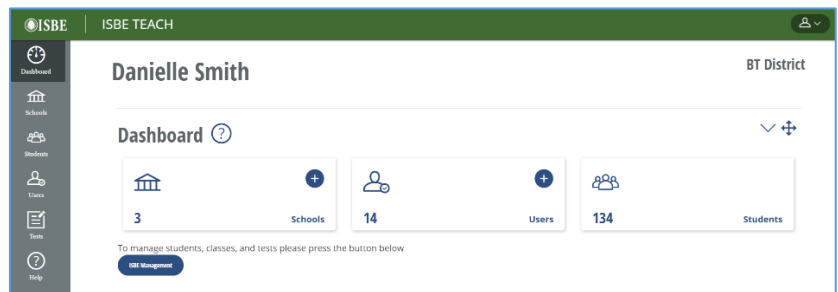 ISBE ISBE TEACH
Dashboard
Schools
Students
Users
Tests
Help
Danielle Smith
BT District
Dashboard ?
3 Schools
14 Users
134 Students
To manage students, classes, and tests please press the button below
ISBE Management